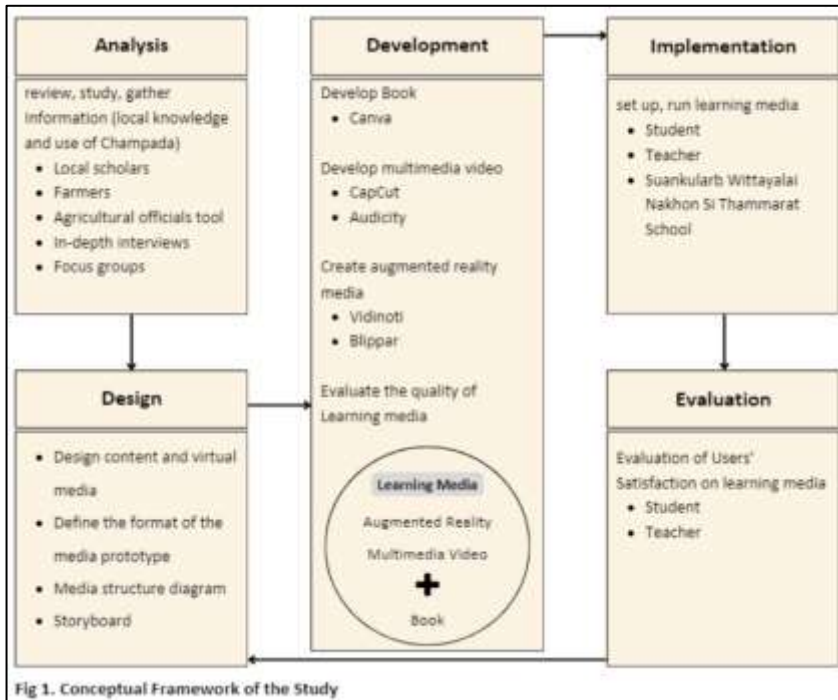 Analysis
review, study, gather
information (local knowledge
and use of Champada)
• Local scholars
• Farmers
• Agricultural officials tool
• In-depth interviews
• Focus groups
Design
• Design content and virtual
media
• Define the format of the
media prototype
• Media structure diagram
• Storyboard
Development
Develop Book
• Canva
Develop multimedia video
• CapCut
• Audicity
Create augmented reality
media
• Vidinoti
• Blippar
Evaluate the quality of
Learning media
Learning Media
Augmented Reality
Multimedia Video
+
Book
Implementation
set up, run learning media
• Student
• Teacher
• Suankularb Wittayalai
Nakhon Si Thammarat
School
Evaluation
Evaluation of Users'
Satisfaction on learning media
• Student
• Teacher
Fig 1. Conceptual Framework of the Study